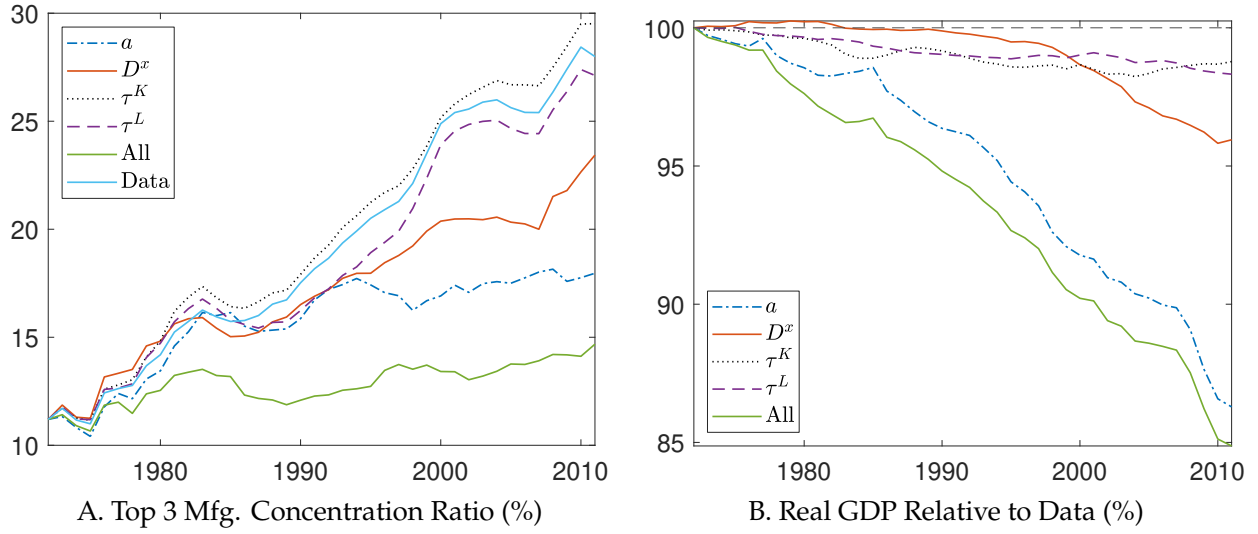 30
25
20
15
10
1980
1990
2000
2010
a
D^x
τ^K
τ^L
All
Data
A. Top 3 Mfg. Concentration Ratio (%)
100
95
90
85
1980
1990
2000
2010
a
D^x
τ^K
τ^L
All
B. Real GDP Relative to Data (%)